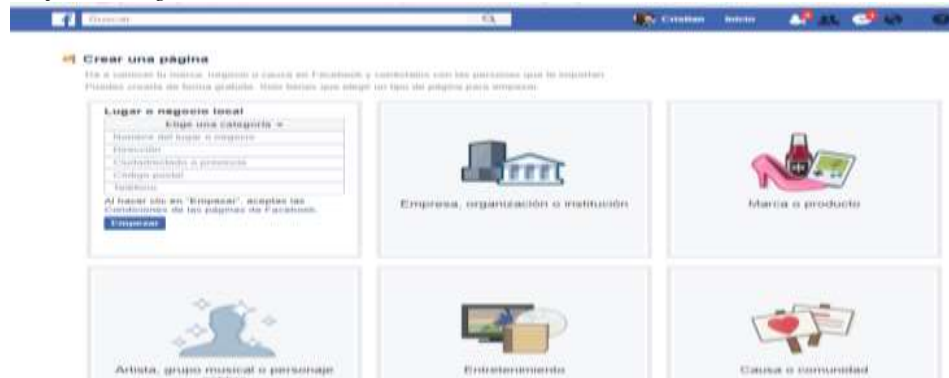 f
Buscar
Cristian
Inicio
Crear una página
Da a conocer tu marca, negocio o causa en Facebook y conéctalos con las personas que te importan.
Puedes crearla de forma gratuita. Solo tienes que elegir un tipo de página para empezar.
Lugar o negocio local
Elige una categoría
Nombre del lugar o negocio
Dirección
Ciudad/estado o provincia
Código postal
Teléfono
Al hacer clic en "Empezar", aceptas las
Condiciones de las páginas de Facebook.
Empezar
Empresa, organización o institución
Marca o producto
Artista, grupo musical o personaje
Entretenimiento
Causa o comunidad